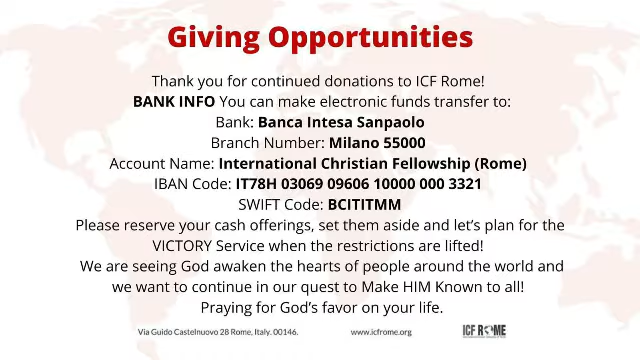 Giving Opportunities
Thank you for continued donations to ICF Rome!
BANK INFO You can make electronic funds transfer to:
Bank: Banca Intesa Sanpaolo
Branch Number: Milano 55000
Account Name: International Christian Fellowship (Rome)
IBAN Code: IT78H 03069 09606 10000 000 3321
SWIFT Code: BCITITMM
Please reserve your cash offerings, set them aside and let's plan for the
VICTORY Service when the restrictions are lifted!
We are seeing God awaken the hearts of people around the world and
we want to continue in our quest to Make HIM Known to all!
Praying for God's favor on your life.
Via Guido Castelnuovo 28 Rome, Italy. 00146. www.icfrome.org ICF ROME